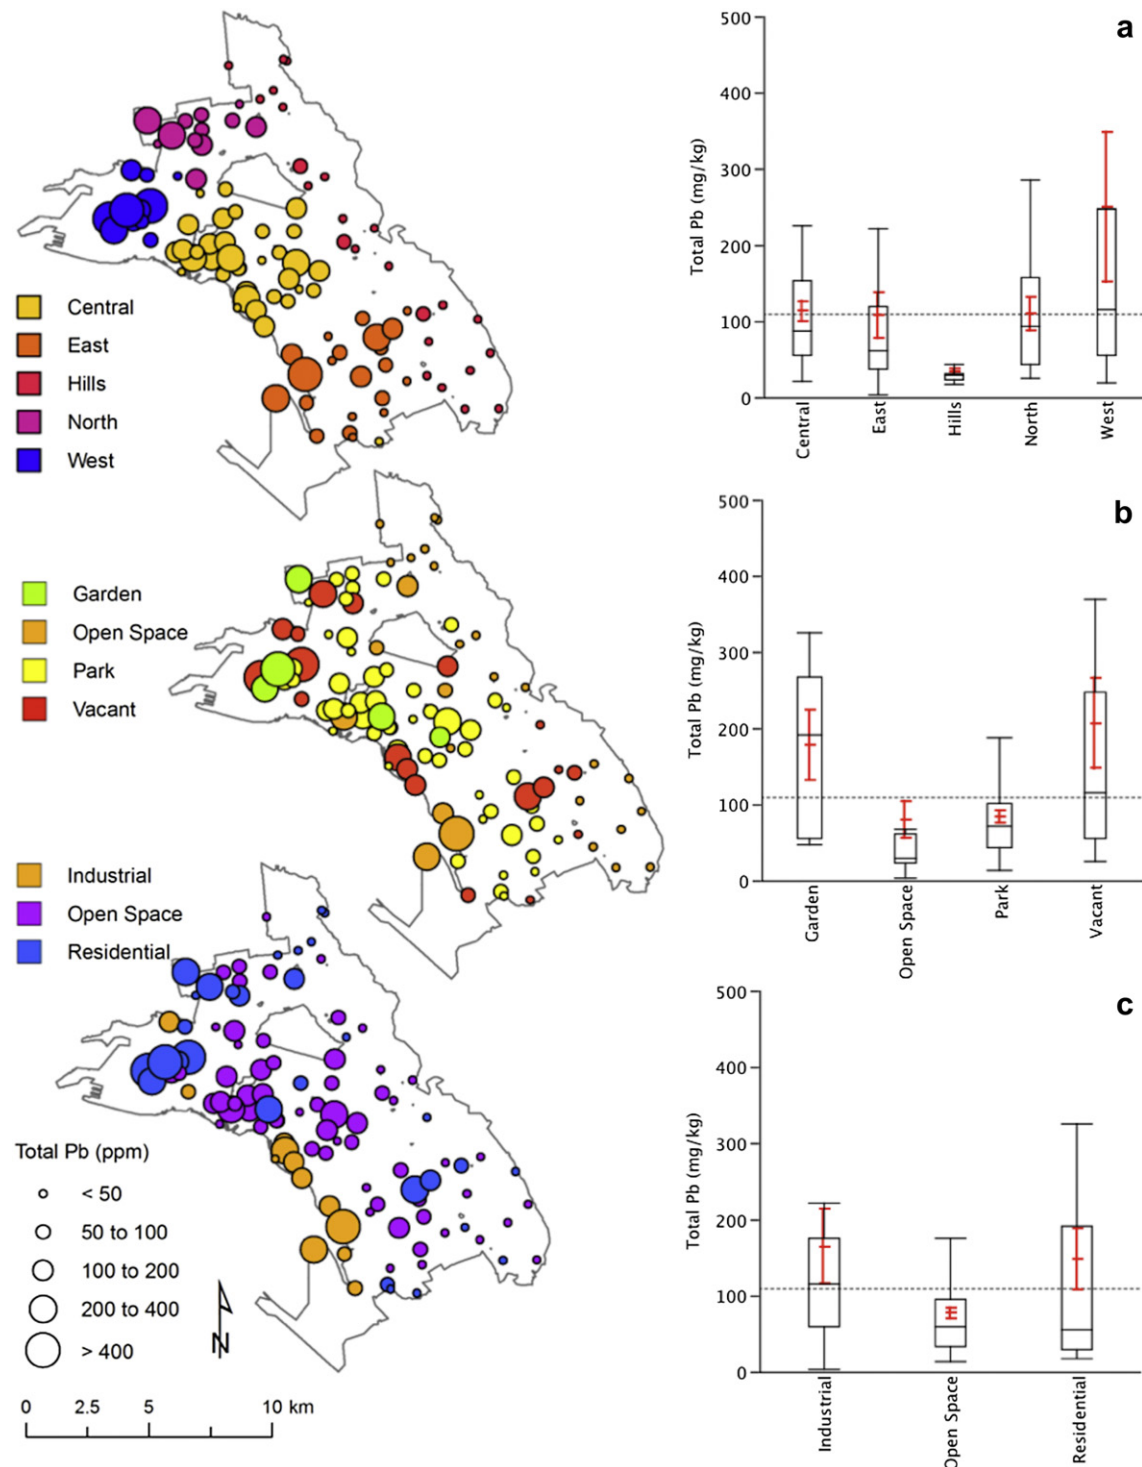 a
500
400
300
200
100
0
Total Pb (mg/kg)
Central
East
Hills
North
West
Central
East
Hills
North
West
b
500
400
300
200
100
0
Total Pb (mg/kg)
Garden
Open Space
Park
Vacant
Garden
Open Space
Park
Vacant
c
500
400
300
200
100
0
Total Pb (mg/kg)
Industrial
Open Space
Residential
Industrial
Open Space
Residential
Total Pb (ppm)
< 50
50 to 100
100 to 200
200 to 400
> 400
N
0 2.5 5 10 km